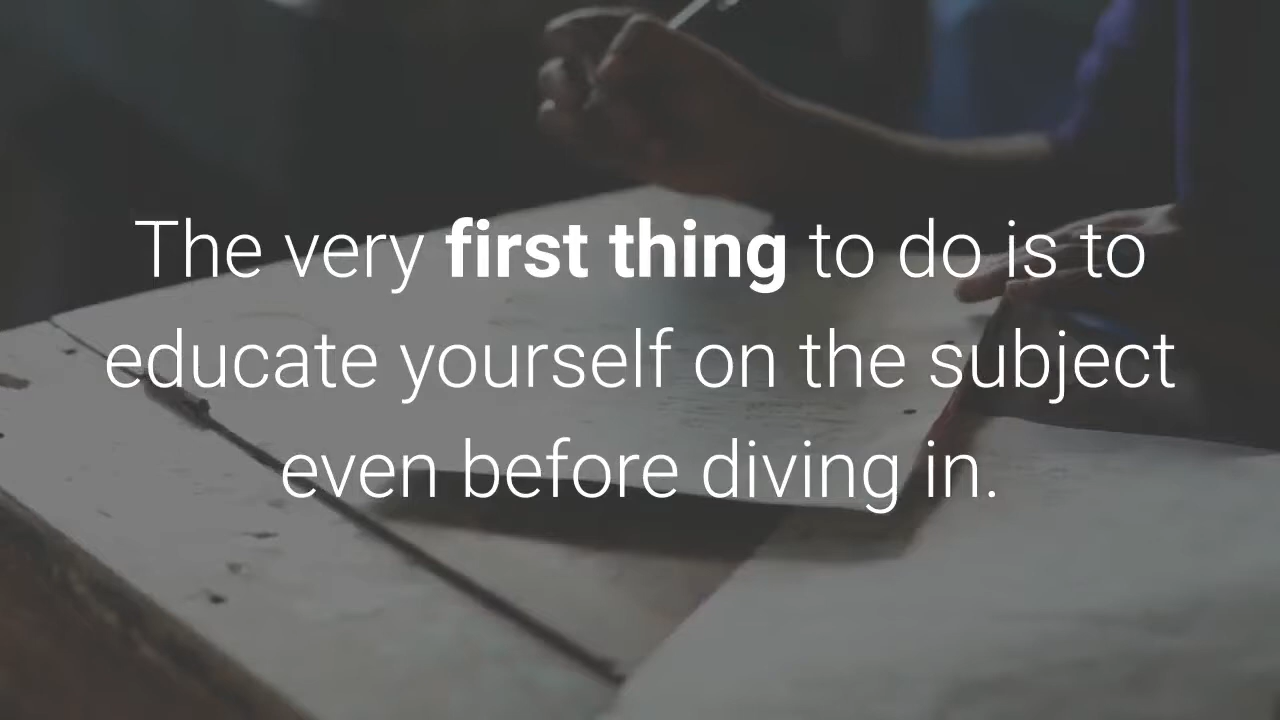 The very first thing to do is to
educate yourself on the subject
even before diving in.